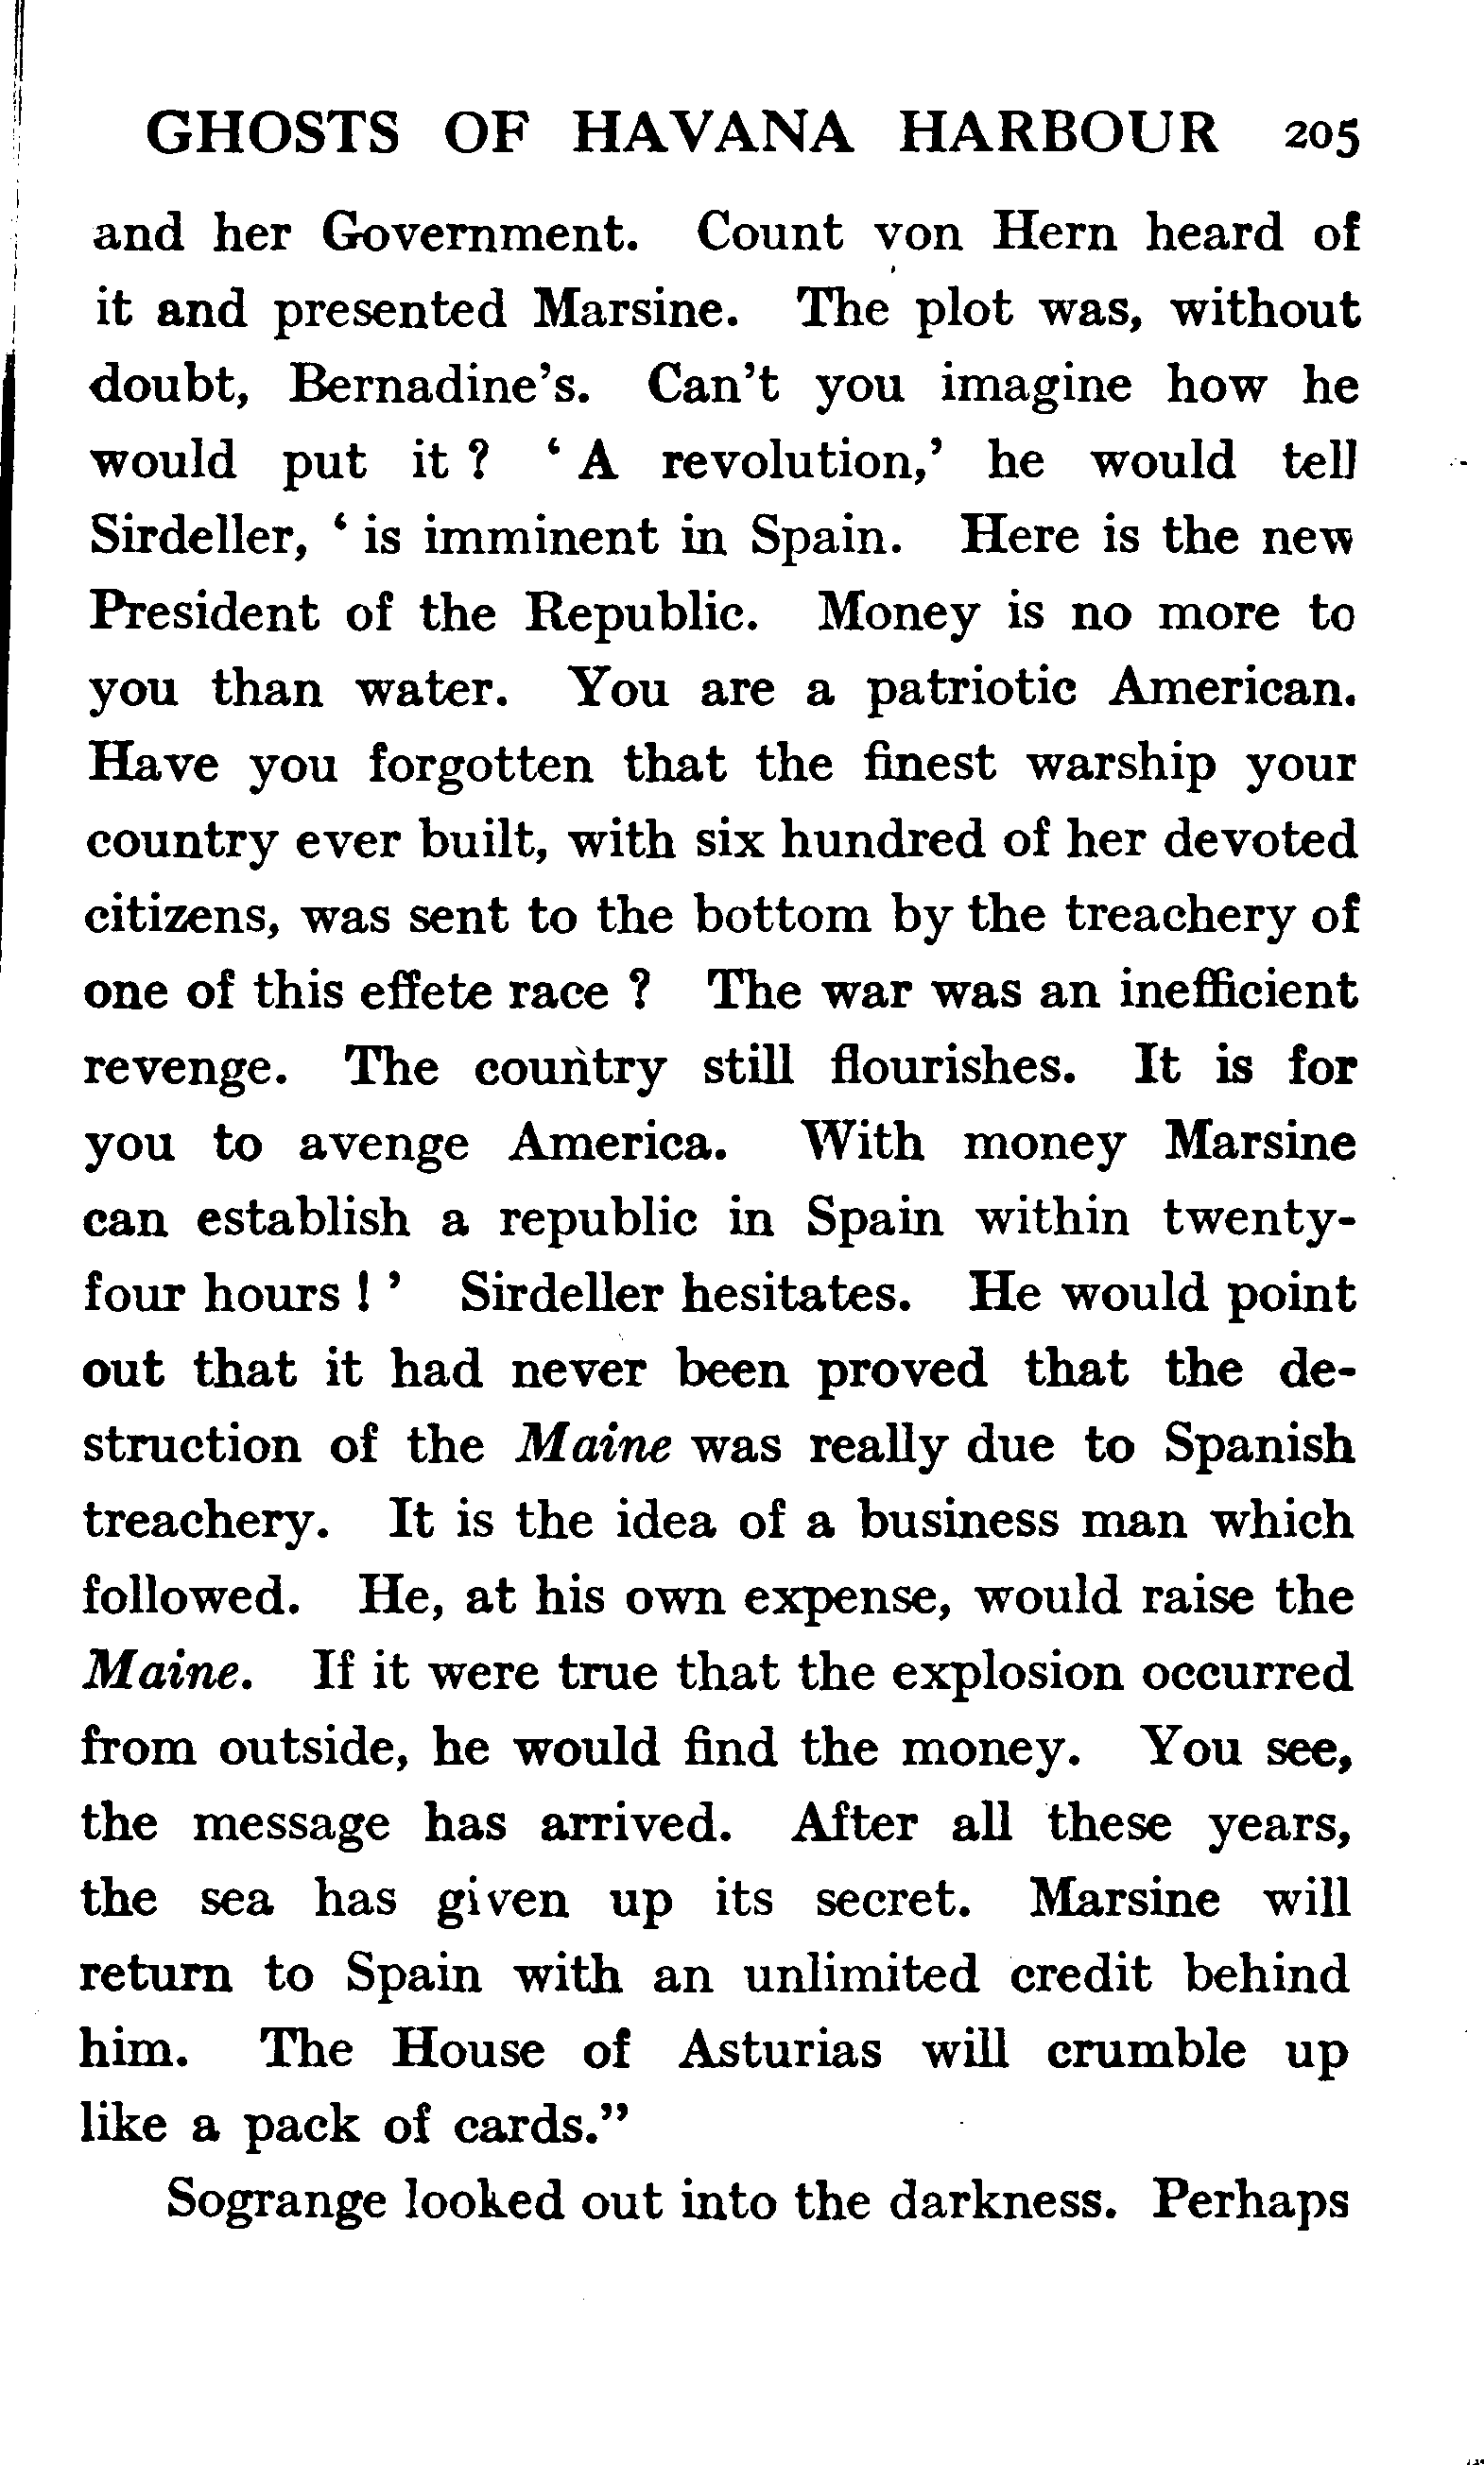 GHOSTS OF HAVANA HARBOUR 205
and her Government. Count von Hern heard of
it and presented Marsine. The plot was, without
doubt, Bernadine's. Can't you imagine how he
would put it ? ‘ A revolution,’ he would tell
Sirdeller, ‘ is imminent in Spain. Here is the new
President of the Republic. Money is no more to
you than water. You are a patriotic American.
Have you forgotten that the finest warship your
country ever built, with six hundred of her devoted
citizens, was sent to the bottom by the treachery of
one of this effete race ? The war was an inefficient
revenge. The country still flourishes. It is for
you to avenge America. With money Marsine
can establish a republic in Spain within twenty-
four hours ! ’ Sirdeller hesitates. He would point
out that it had never been proved that the de-
struction of the Maine was really due to Spanish
treachery. It is the idea of a business man which
followed. He, at his own expense, would raise the
Maine. If it were true that the explosion occurred
from outside, he would find the money. You see,
the message has arrived. After all these years,
the sea has given up its secret. Marsine will
return to Spain with an unlimited credit behind
him. The House of Asturias will crumble up
like a pack of cards.”
Sogrange looked out into the darkness. Perhaps